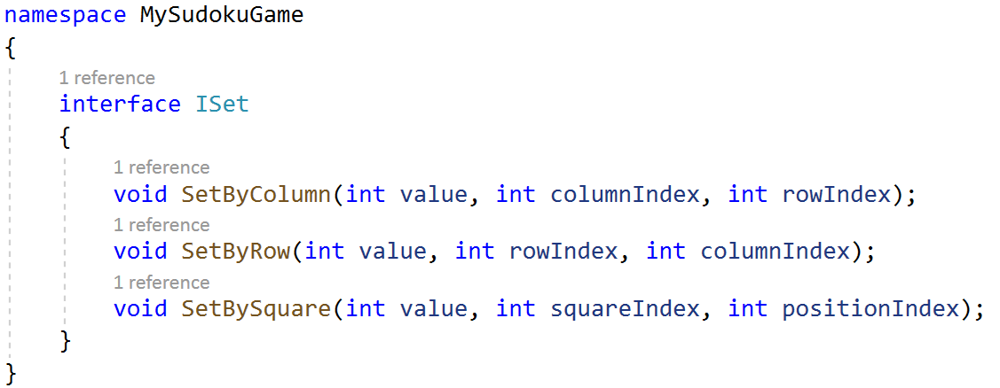 namespace MySudokuGame
{
1 reference
interface ISet
{
1 reference
void SetByColumn(int value, int columnIndex, int rowIndex);
1 reference
void SetByRow(int value, int rowIndex, int columnIndex);
1 reference
void SetBySquare(int value, int squareIndex, int positionIndex);
}
}